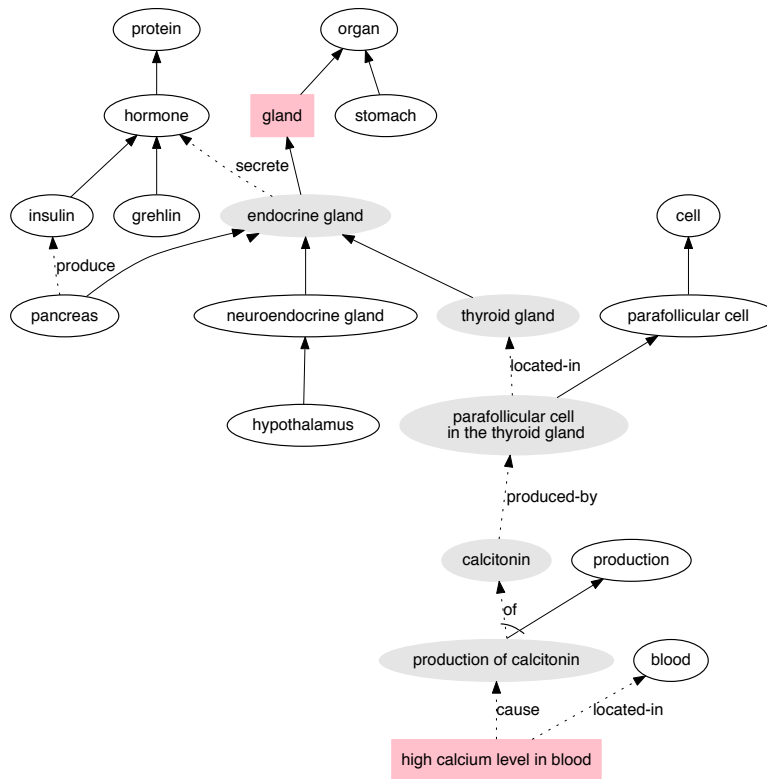 protein
organ
hormone
gland
stomach
secrete
insulin
grehlin
endocrine gland
cell
produce
pancreas
neuroendocrine gland
thyroid gland
parafollicular cell
located-in
hypothalamus
parafollicular cell
in the thyroid gland
produced-by
calcitonin
production
of
production of calcitonin
blood
cause
located-in
high calcium level in blood